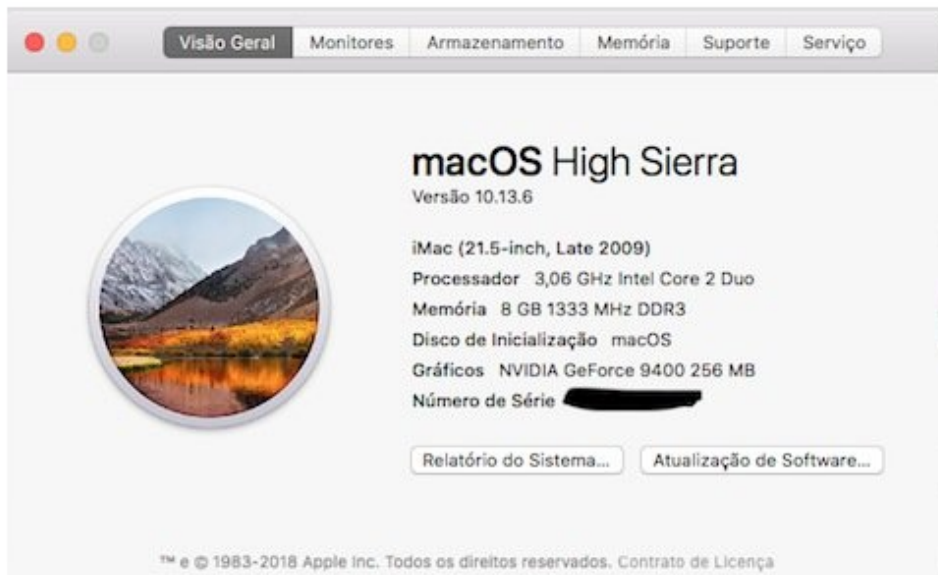 Visão Geral Monitores Armazenamento Memória Suporte Serviço
macOS High Sierra
Versão 10.13.6
iMac (21.5-inch, Late 2009)
Processador 3,06 GHz Intel Core 2 Duo
Memória 8 GB 1333 MHz DDR3
Disco de Inicialização macOS
Gráficos NVIDIA GeForce 9400 256 MB
Número de Série
Relatório do Sistema... Atualização de Software...
™ e © 1983-2018 Apple Inc. Todos os direitos reservados. Contrato de Licença